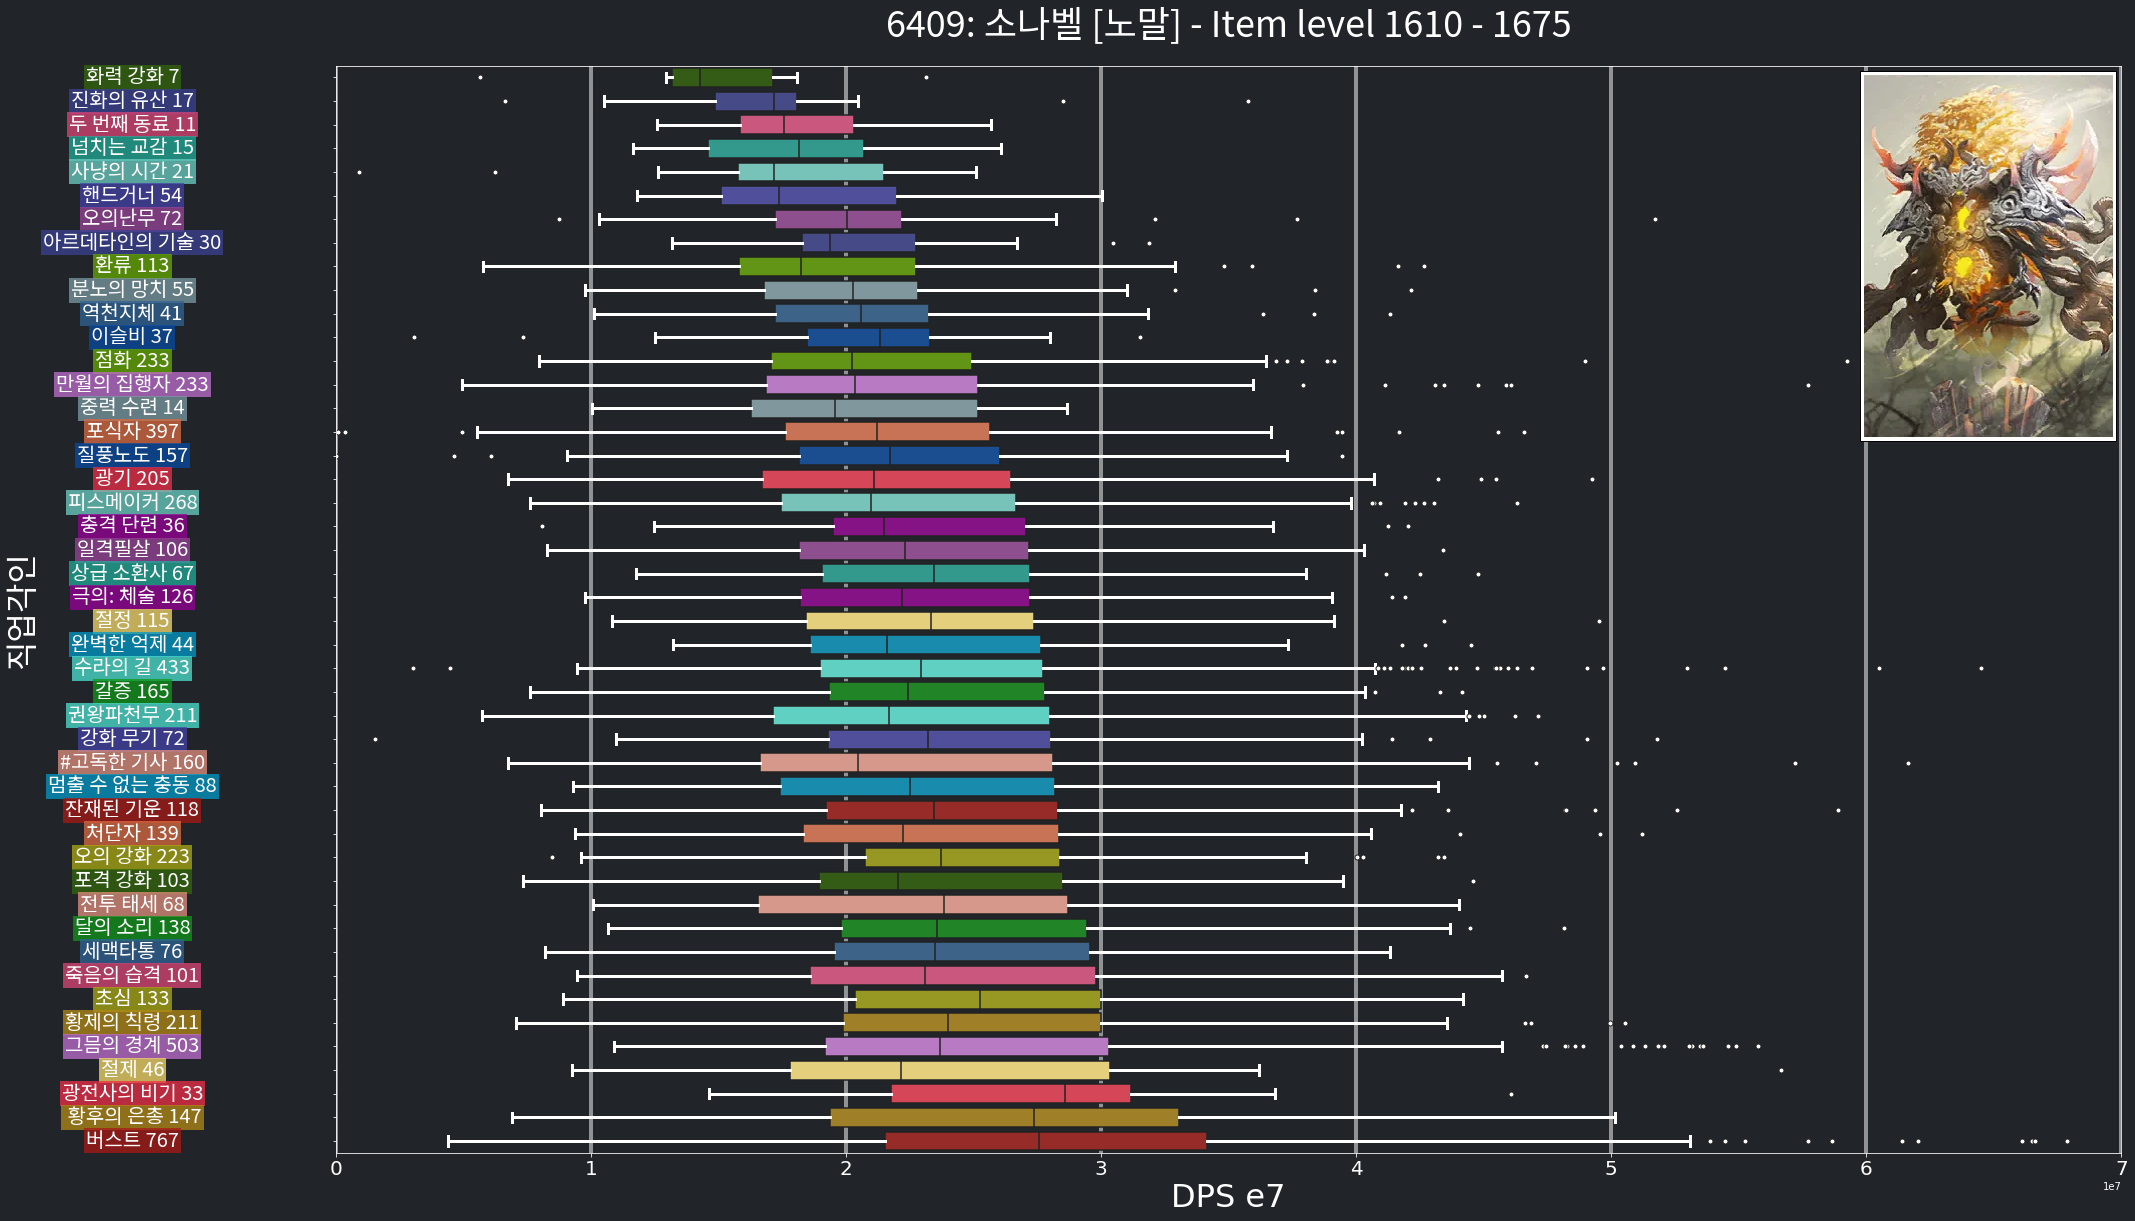 6409: 소나벨 [노말] - Item level 1610 - 1675
화력 강화 7
진화의 유산 17
두 번째 동료 11
넘치는 교감 15
사냥의 시간 21
핸드거너 54
오의난무 72
아르데타인의 기술 30
환류 113
분노의 망치 55
역천지체 41
이슬비 37
점화 233
만월의 집행자 233
중력 수련 14
포식자 397
질풍노도 157
광기 205
피스메이커 268
충격 단련 36
일격필살 106
상급 소환사 67
극의: 체술 126
절정 115
완벽한 억제 44
수라의 길 433
갈증 165
권왕파천무 211
강화 무기 72
#고독한 기사 160
멈출 수 없는 충동 88
잔재된 기운 118
처단자 139
오의 강화 223
포격 강화 103
전투 태세 68
달의 소리 138
세맥타통 76
죽음의 습격 101
초심 133
황제의 칙령 211
그믐의 경계 503
절제 46
광전사의 비기 33
황후의 은총 147
버스트 767
직업각인
0 1 2 3 4 5 6 7
1e7
DPS e7